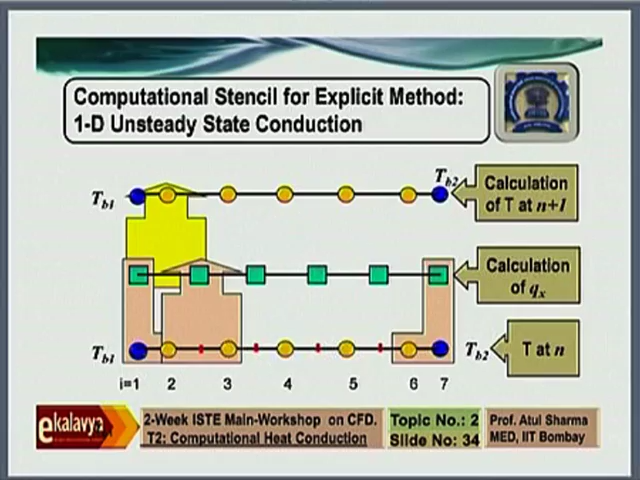 Computational Stencil for Explicit Method:
1-D Unsteady State Conduction
Tb1
Tb2
Calculation
of T at n+1
Calculation
of qx
Tb1
Tb2
T at n
i=1 2 3 4 5 6 7
ekalavya
2-Week ISTE Main-Workshop on CFD.
T2: Computational Heat Conduction
Topic No.: 2
Slide No.: 34
Prof. Atul Sharma
MED, IIT Bombay